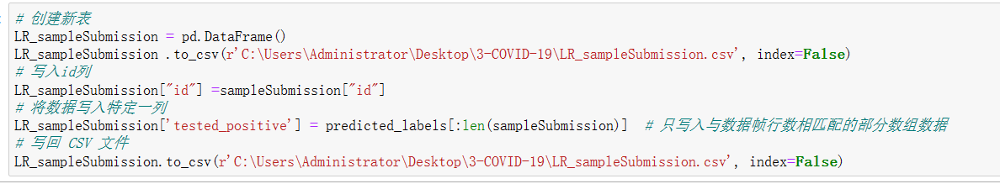 # 创建新表
LR_sampleSubmission = pd.DataFrame()
LR_sampleSubmission .to_csv(r'C:\Users\Administrator\Desktop\3-COVID-19\LR_sampleSubmission.csv', index=False)
# 写入id列
LR_sampleSubmission["id"] =sampleSubmission["id"]
# 将数据写入特定一列
LR_sampleSubmission['tested_positive'] = predicted_labels[:len(sampleSubmission)]  # 只写入与数据帧行数相匹配的部分数组数据
# 写回 CSV 文件
LR_sampleSubmission.to_csv(r'C:\Users\Administrator\Desktop\3-COVID-19\LR_sampleSubmission.csv', index=False)